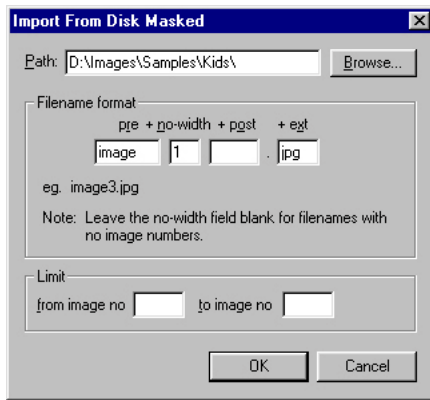 Import From Disk Masked
Path: D:\Images\Samples\Kids\ Browse...
Filename format
pre + no-width + post + ext
image 1 . jpg
eg. image3.jpg
Note: Leave the no-width field blank for filenames with
no image numbers.
Limit
from image no to image no
OK Cancel